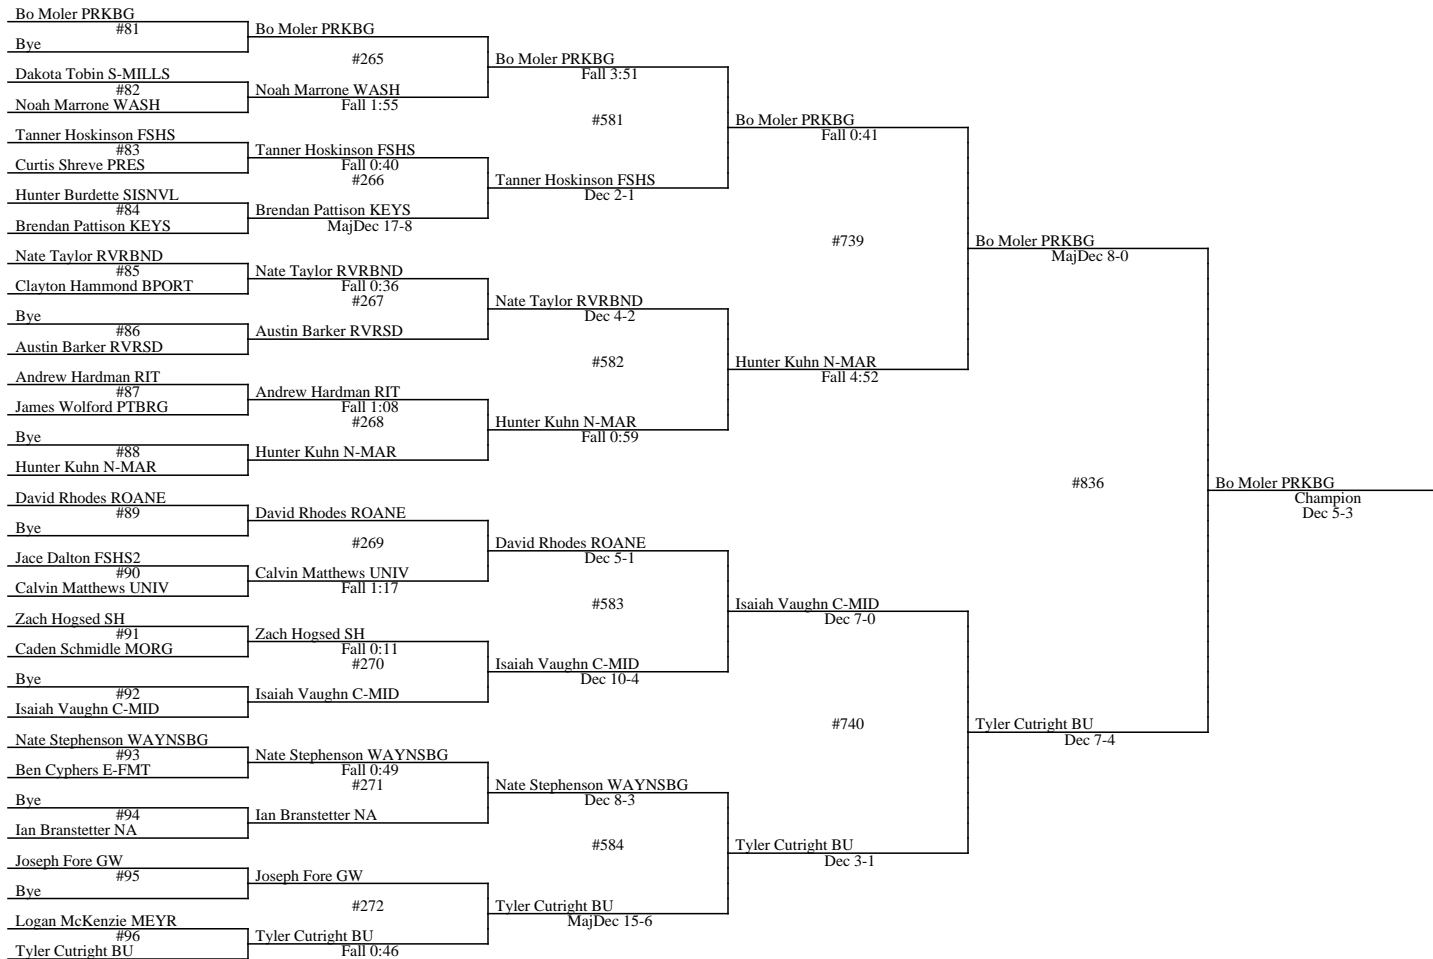 Bo Moler PRKBG
#81
Bye
Dakota Tobin S-MILLS
#82
Noah Marrone WASH
Tanner Hoskinson FSHS
#83
Curtis Shreve PRES
Hunter Burdette SISNVL
#84
Brendan Pattison KEYS
Nate Taylor RVRBND
#85
Clayton Hammond BPORT
Bye
#86
Austin Barker RVRSD
Andrew Hardman RIT
#87
James Wolford PTBRG
Bye
#88
Hunter Kuhn N-MAR
David Rhodes ROANE
#89
Bye
Jace Dalton FSHS2
#90
Calvin Matthews UNIV
Zach Hogsed SH
#91
Caden Schmidle MORG
Bye
#92
Isaiah Vaughn C-MID
Nate Stephenson WAYNSBG
#93
Ben Cyphers E-FMT
Bye
#94
Ian Branstetter NA
Joseph Fore GW
#95
Bye
Logan McKenzie MEYR
#96
Tyler Cutright BU
Bo Moler PRKBG
#265
Noah Marrone WASH
Fall 1:55
Tanner Hoskinson FSHS
Fall 0:40
#266
Brendan Pattison KEYS
MajDec 17-8
Nate Taylor RVRBND
Fall 0:36
#267
Austin Barker RVRSD
Andrew Hardman RIT
Fall 1:08
#268
Hunter Kuhn N-MAR
David Rhodes ROANE
#269
Calvin Matthews UNIV
Fall 1:17
Zach Hogsed SH
Fall 0:11
#270
Isaiah Vaughn C-MID
Nate Stephenson WAYNSBG
Fall 0:49
#271
Ian Branstetter NA
Joseph Fore GW
#272
Tyler Cutright BU
Fall 0:46
Bo Moler PRKBG
Fall 3:51
#581
Tanner Hoskinson FSHS
Dec 2-1
Nate Taylor RVRBND
Dec 4-2
#582
Hunter Kuhn N-MAR
Fall 0:59
David Rhodes ROANE
Dec 5-1
#583
Isaiah Vaughn C-MID
Dec 10-4
Nate Stephenson WAYNSBG
Dec 8-3
#584
Tyler Cutright BU
MajDec 15-6
Bo Moler PRKBG
Fall 0:41
#739
Hunter Kuhn N-MAR
Fall 4:52
Isaiah Vaughn C-MID
Dec 7-0
#740
Tyler Cutright BU
Dec 3-1
Bo Moler PRKBG
MajDec 8-0
#836
Tyler Cutright BU
Dec 7-4
Bo Moler PRKBG
Champion
Dec 5-3